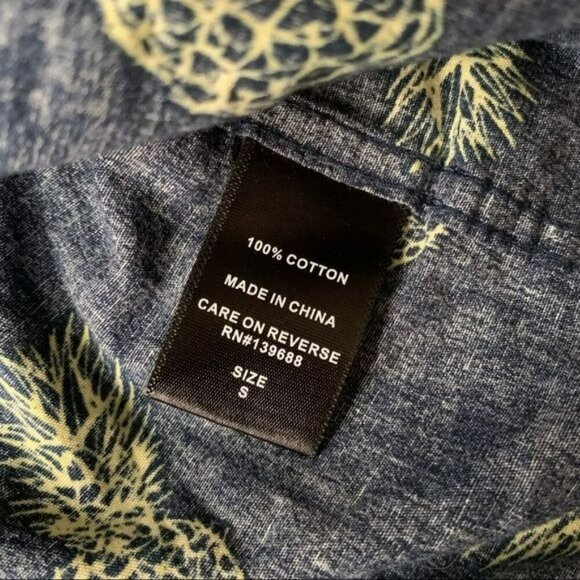 100% COTTON
MADE IN CHINA
CARE ON REVERSE
RN#139688
SIZE
S